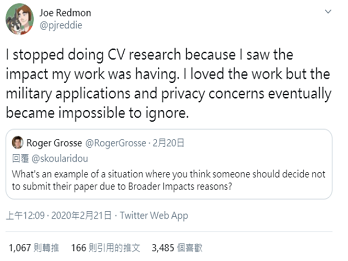 Joe Redmon
@pjreddie
I stopped doing CV research because I saw the
impact my work was having. I loved the work but the
military applications and privacy concerns eventually
became impossible to ignore.
Roger Grosse @RogerGrosse · 2月20日
回覆 @skoularidou
What's an example of a situation where you think someone should decide not
to submit their paper due to Broader Impacts reasons?
上午12:09 · 2020年2月21日 · Twitter Web App
1,067 則轉推 166 則引用的推文 3,485 個喜歡